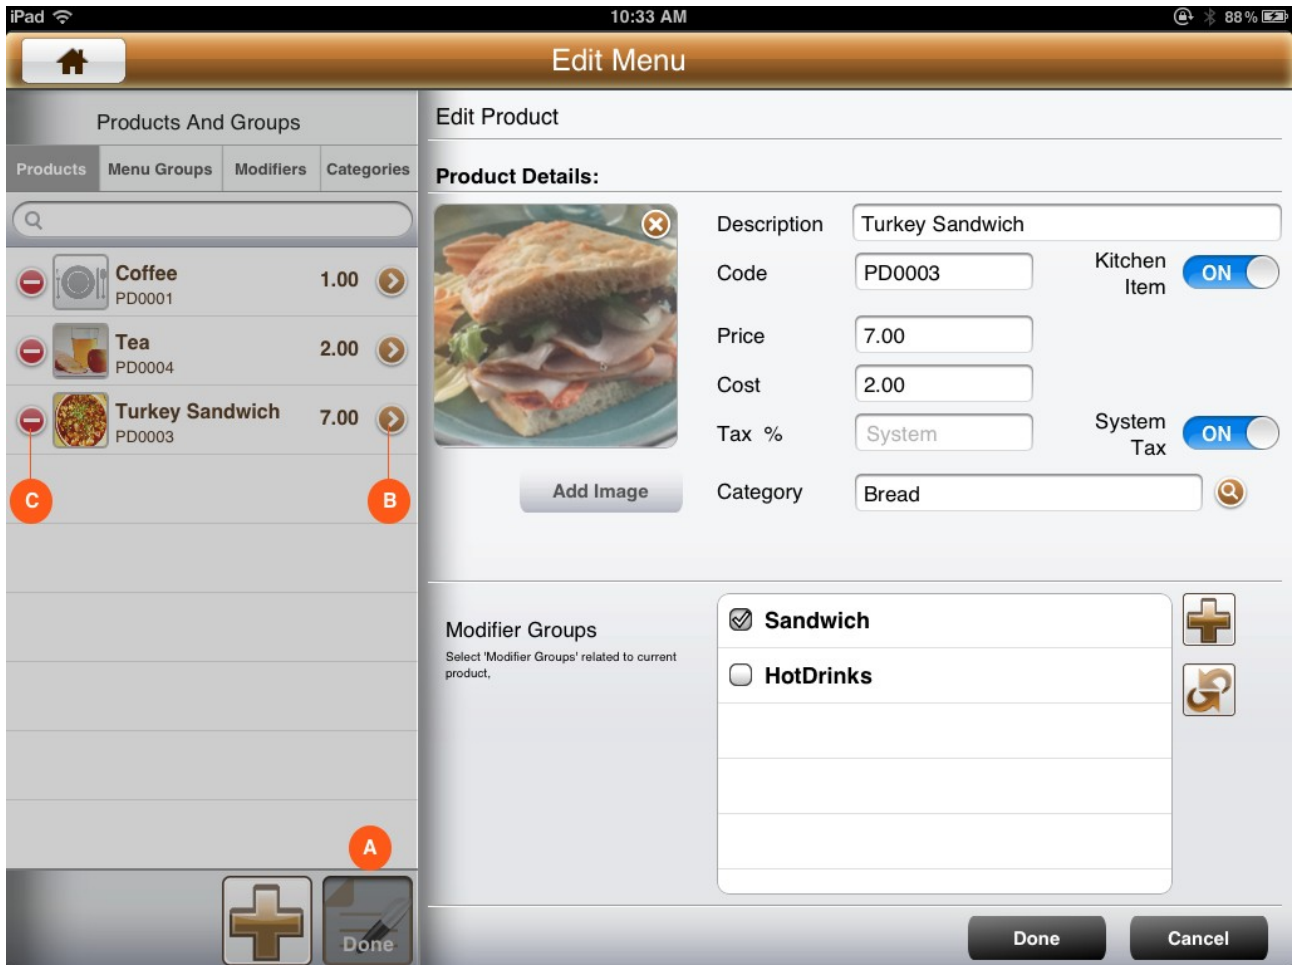 iPad
10:33 AM
88%
Edit Menu
Products And Groups
Products Menu Groups Modifiers Categories
Coffee 1.00
PD0001
Tea 2.00
PD0004
Turkey Sandwich 7.00
PD0003
C
B
A
Done
Edit Product
Product Details:
Description Turkey Sandwich
Code PD0003 Kitchen
Item ON
Price 7.00
Cost 2.00
Tax % System System
Tax ON
Add Image
Category Bread
Modifier Groups
Select 'Modifier Groups' related to current
product,
Sandwich
HotDrinks
Done Cancel